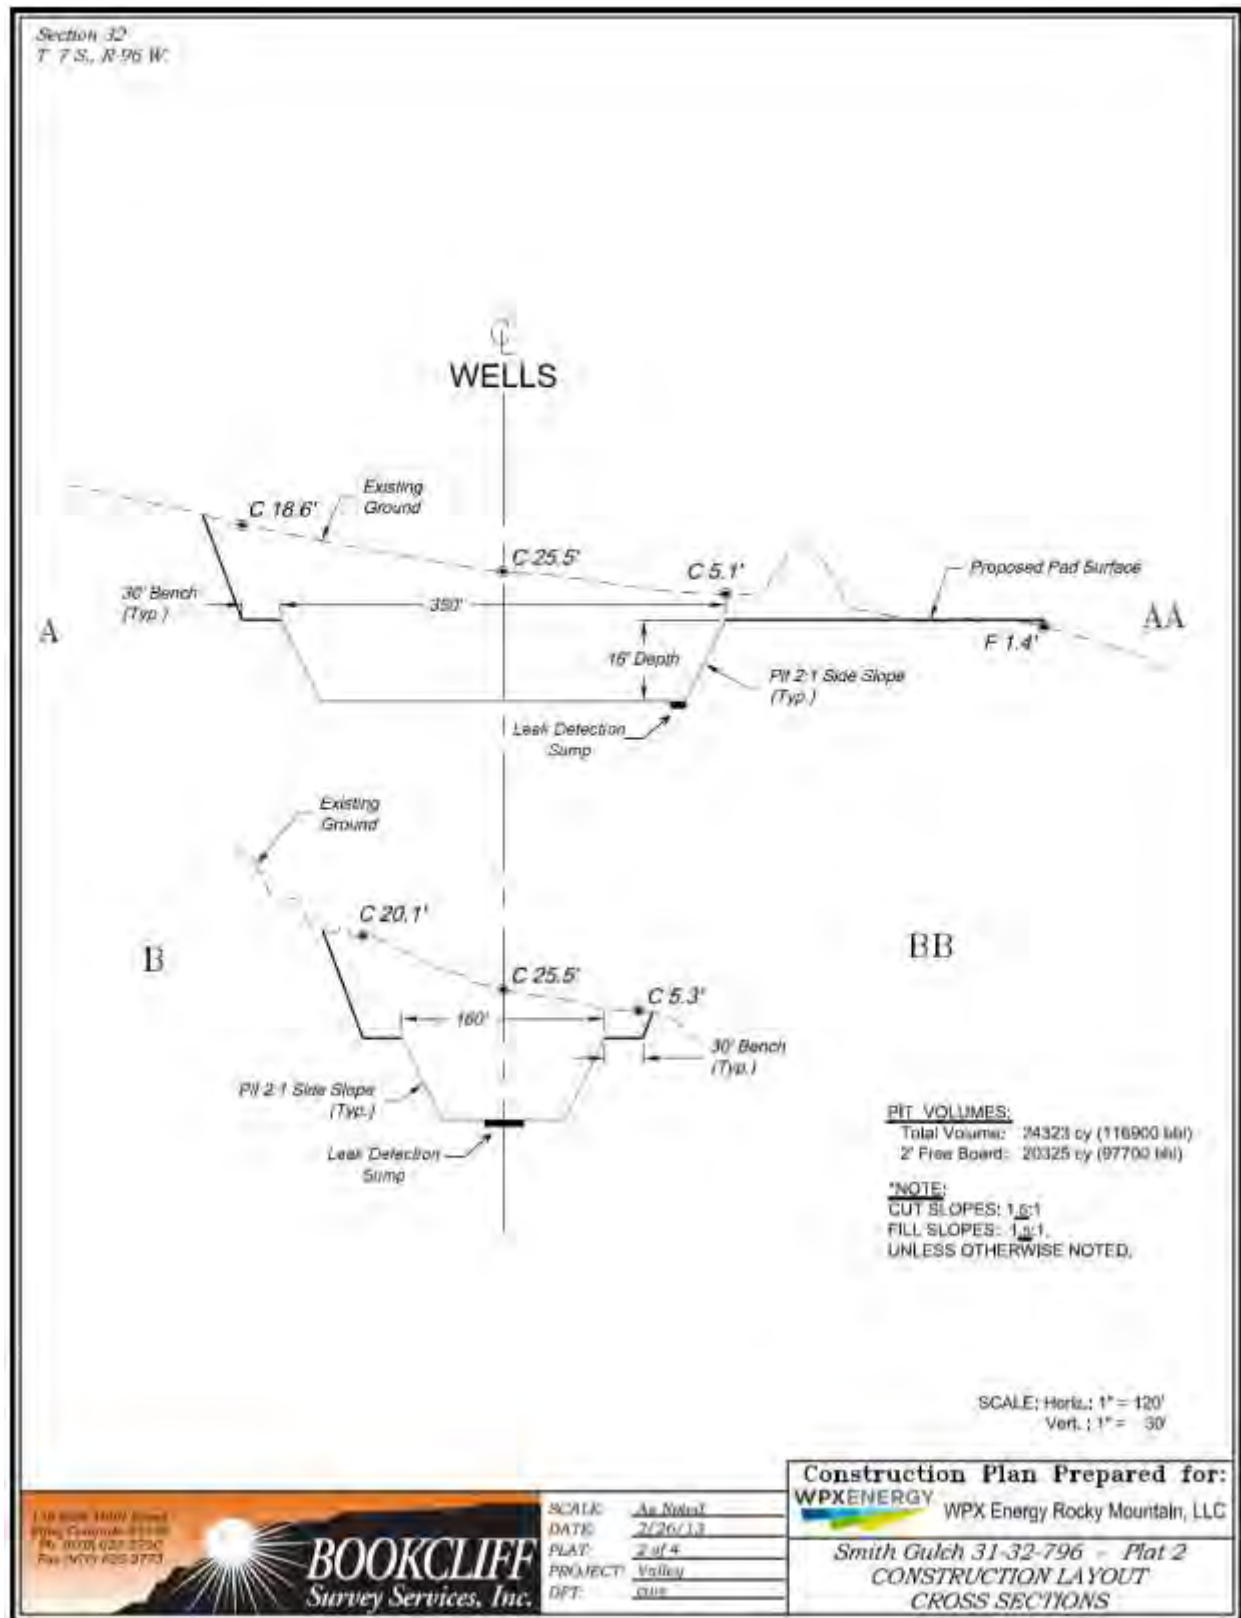 Section 32
T. 7 S., R. 96 W.
CL
WELLS
Existing
Ground
C 18.6'
C 25.5'
C 5.1'
Proposed Pad Surface
30' Bench
(Typ.)
350'
A
AA
F 1.4'
16' Depth
Pit 2:1 Side Slope
(Typ.)
Leak Detection
Sump
Existing
Ground
C 20.1'
B
BB
C 25.5'
C 5.3'
160'
30' Bench
(Typ.)
Pit 2:1 Side Slope
(Typ.)
Leak Detection
Sump
PIT VOLUMES:
Total Volume: 24323 cy (116900 bbl)
2' Free Board: 20325 cy (97700 bbl)
*NOTE:
CUT SLOPES: 1.5:1
FILL SLOPES: 1.5:1,
UNLESS OTHERWISE NOTED.
SCALE: Horiz.: 1" = 120'
Vert.: 1" = 30'
Construction Plan Prepared for:
WPXENERGY
WPX Energy Rocky Mountain, LLC
Smith Gulch 31-32-796 - Plat 2
CONSTRUCTION LAYOUT
CROSS SECTIONS
SCALE: As Noted
DATE: 2/26/13
PLAT: 2 of 4
PROJECT: Valley
DFT:
BOOKCLIFF
Survey Services, Inc.